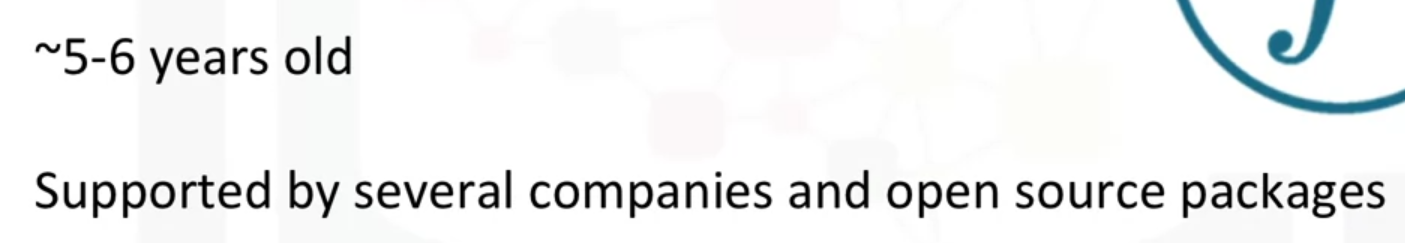 ~5-6 years old
Supported by several companies and open source packages